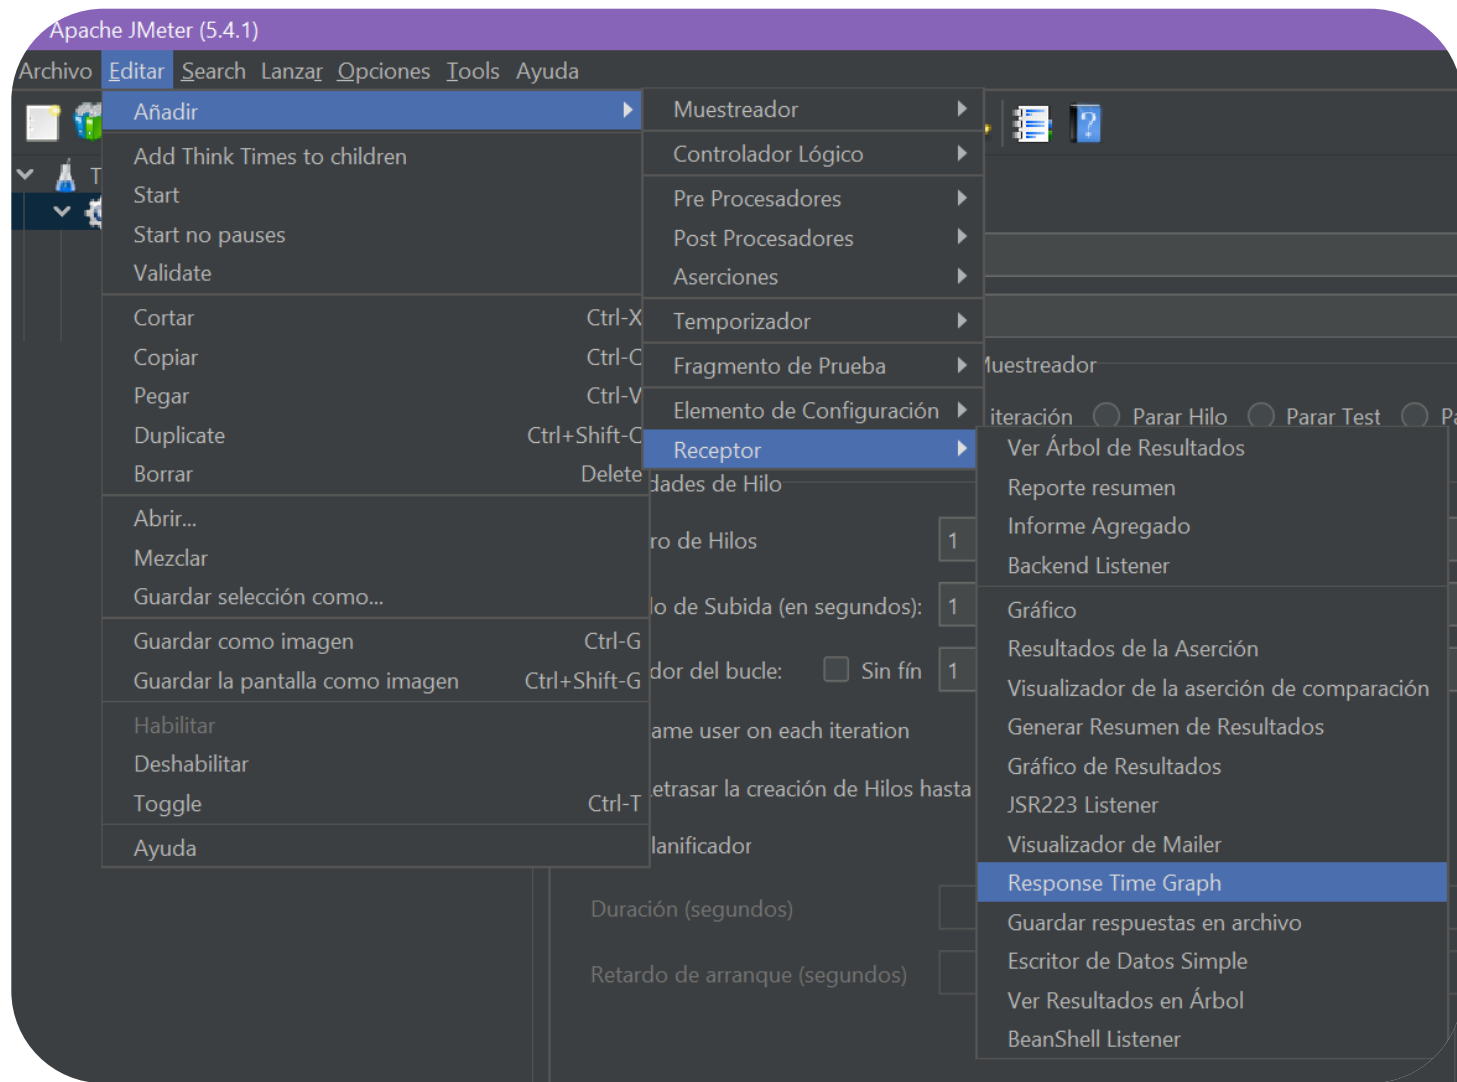 Apache JMeter (5.4.1)
Archivo Editar Search Lanzar Opciones Tools Ayuda
Añadir
Add Think Times to children
Start
Start no pauses
Validate
Cortar Ctrl-X
Copiar Ctrl-C
Pegar Ctrl-V
Duplicate Ctrl+Shift-C
Borrar Delete
Abrir...
Mezclar
Guardar selección como...
Guardar como imagen Ctrl-G
Guardar la pantalla como imagen Ctrl+Shift-G
Habilitar
Deshabilitar
Toggle Ctrl-T
Ayuda
Muestreador
Controlador Lógico
Pre Procesadores
Post Procesadores
Aserciones
Temporizador
Fragmento de Prueba
Elemento de Configuración
Receptor
Muestreador
iteración Parar Hilo Parar Test
dades de Hilo
ro de Hilos 1
do de Subida (en segundos): 1
dor del bucle: Sin fín 1
ame user on each iteration
etrasar la creación de Hilos hasta
lanificador
Duración (segundos)
Retardo de arranque (segundos)
Ver Árbol de Resultados
Reporte resumen
Informe Agregado
Backend Listener
Gráfico
Resultados de la Aserción
Visualizador de la aserción de comparación
Generar Resumen de Resultados
Gráfico de Resultados
JSR223 Listener
Visualizador de Mailer
Response Time Graph
Guardar respuestas en archivo
Escritor de Datos Simple
Ver Resultados en Árbol
BeanShell Listener